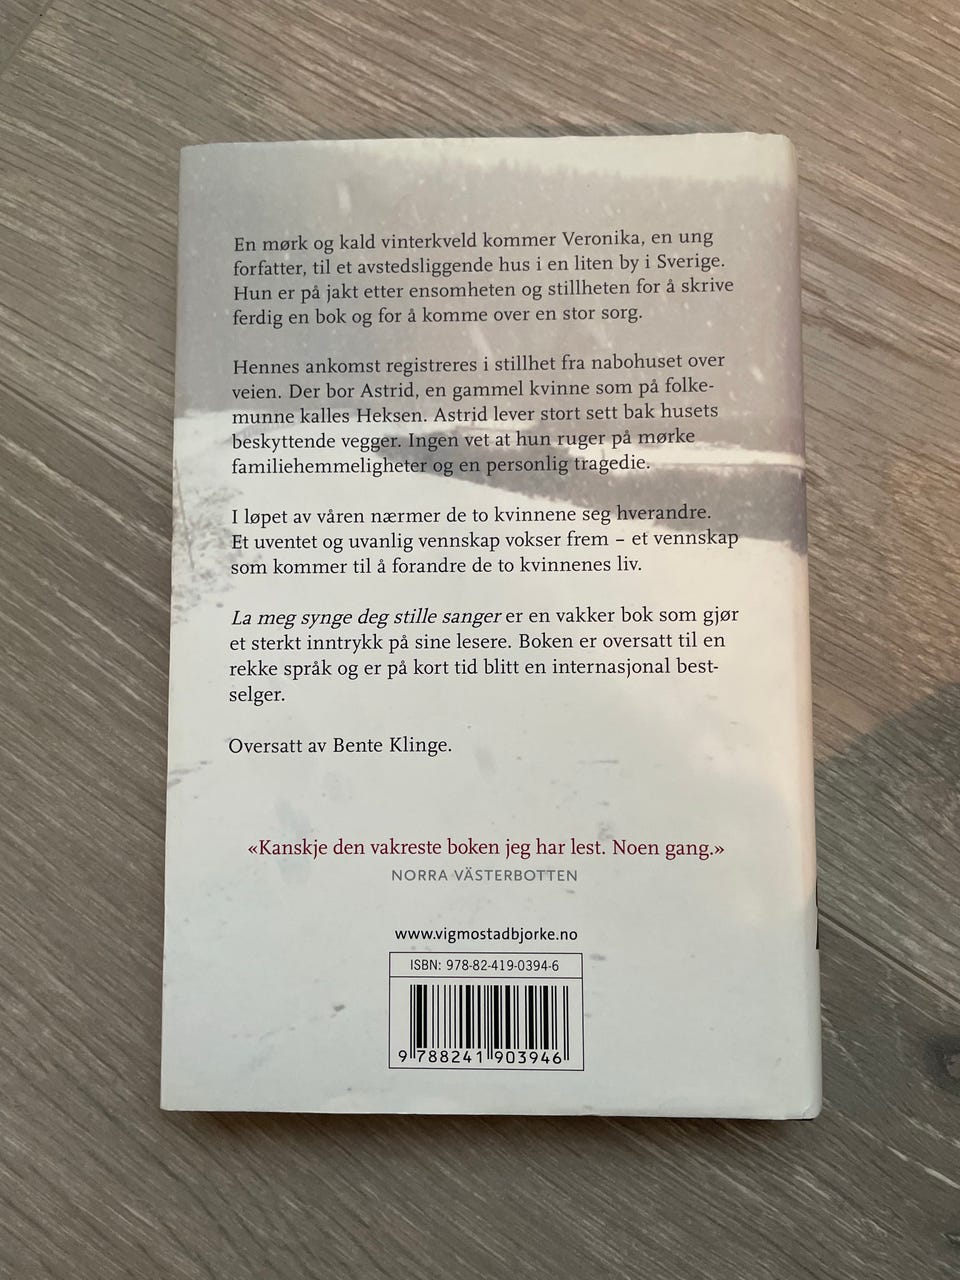 En mørk og kald vinterkveld kommer Veronika, en ung
forfatter, til et avstedsliggende hus i en liten by i Sverige.
Hun er på jakt etter ensomheten og stillheten for å skrive
ferdig en bok og for å komme over en stor sorg.
Hennes ankomst registreres i stillhet fra nabohuset over
veien. Der bor Astrid, en gammel kvinne som på folke-
munne kalles Heksen. Astrid lever stort sett bak husets
beskyttende vegger. Ingen vet at hun ruger på mørke
familiehemmeligheter og en personlig tragedie.
I løpet av våren nærmer de to kvinnene seg hverandre.
Et uventet og uvanlig vennskap vokser frem – et vennskap
som kommer til å forandre de to kvinnenes liv.
La meg synge deg stille sanger er en vakker bok som gjør
et sterkt inntrykk på sine lesere. Boken er oversatt til en
rekke språk og er på kort tid blitt en internasjonal best-
selger.
Oversatt av Bente Klinge.
«Kanskje den vakreste boken jeg har lest. Noen gang.»
NORRA VÄSTERBOTTEN
www.vigmostadbjorke.no
ISBN: 978-82-419-0394-6
9 788241 903946